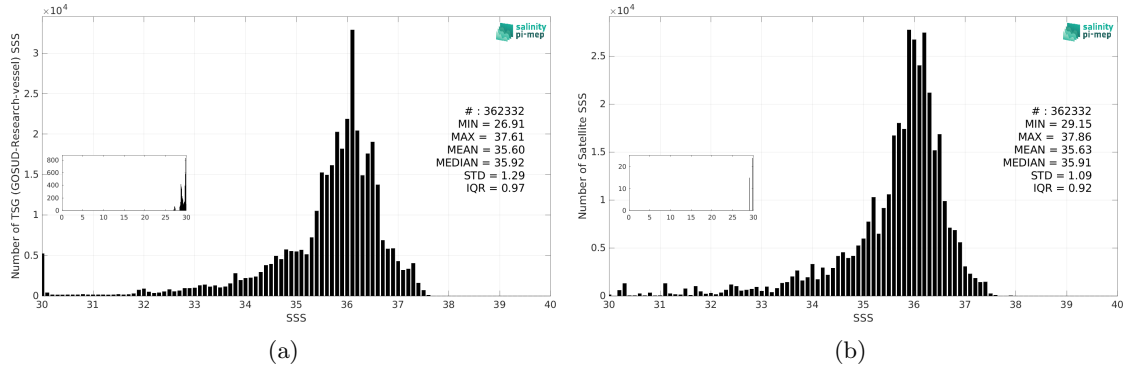 ×10⁴
salinity
pi-mep
Number of TSG (GOSUD-Research-vessel) SSS
3
2.5
2
1.5
1
0.5
0
# : 362332
MIN = 26.91
MAX = 37.61
MEAN = 35.60
MEDIAN = 35.92
STD = 1.29
IQR = 0.97
800
600
400
200
0
0 5 10 15 20 25 30
30 31 32 33 34 35 36 37 38 39 40
SSS
(a)
×10⁴
salinity
pi-mep
Number of Satellite SSS
2.5
2
1.5
1
0.5
0
# : 362332
MIN = 29.15
MAX = 37.86
MEAN = 35.63
MEDIAN = 35.91
STD = 1.09
IQR = 0.92
20
10
0
0 5 10 15 20 25 30
30 31 32 33 34 35 36 37 38 39 40
SSS
(b)